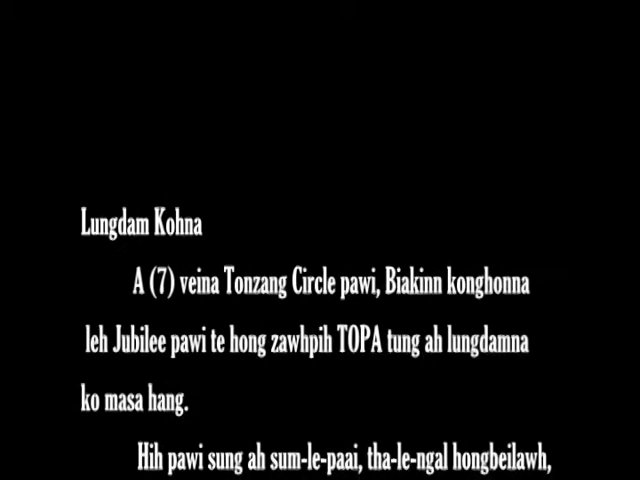 Lungdam Kohna
A (7) veina Tonzang Circle pawi, Biakinn konghonna
leh Jubilee pawi te hong zawhpih TOPA tung ah lungdamna
ko masa hang.
Hih pawi sung ah sum-le-paai, tha-le-ngal hongbeilawh,